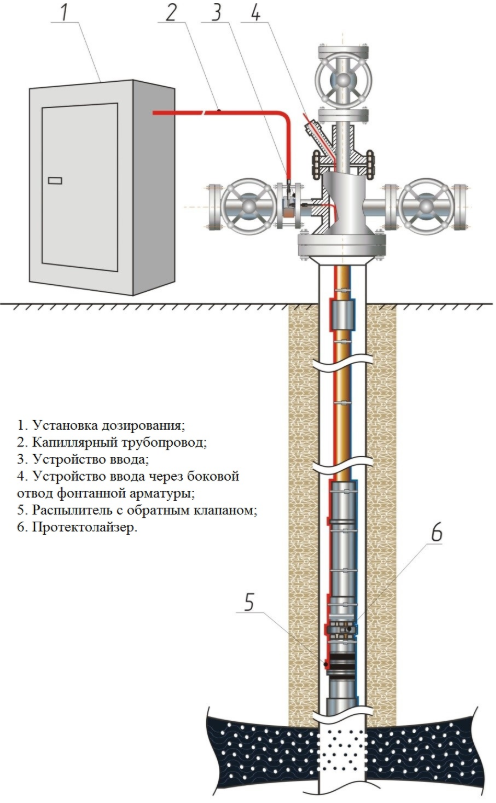 1 2 3 4
1. Установка дозирования;
2. Капиллярный трубопровод;
3. Устройство ввода;
4. Устройство ввода через боковой
отвод фонтанной арматуры;
5. Распылитель с обратным клапаном;
6. Протектолайзер.
6
5